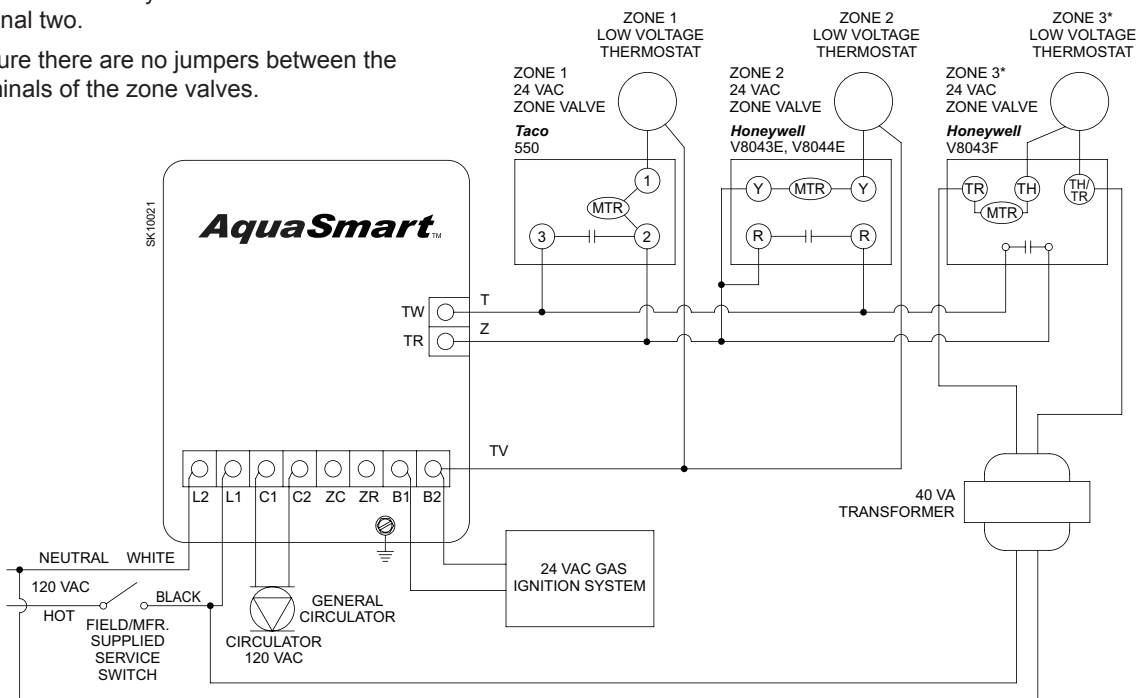 nal two.
ure there are no jumpers between the
ninals of the zone valves.
ZONE 1
LOW VOLTAGE
THERMOSTAT
ZONE 2
LOW VOLTAGE
THERMOSTAT
ZONE 3*
LOW VOLTAGE
THERMOSTAT
ZONE 1
24 VAC
ZONE VALVE
Taco
550
ZONE 2
24 VAC
ZONE VALVE
Honeywell
V8043E, V8044E
ZONE 3*
24 VAC
ZONE VALVE
Honeywell
V8043F
1
MTR
3
2
Y
MTR
Y
R
R
TR
TH
TH/
TR
MTR
SK10021
AquaSmart™
TW
T
TR
Z
TV
L2
L1
C1
C2
ZC
ZR
B1
B2
40 VA
TRANSFORMER
NEUTRAL WHITE
120 VAC
HOT
BLACK
FIELD/MFR.
SUPPLIED
SERVICE
SWITCH
GENERAL
CIRCULATOR
CIRCULATOR
120 VAC
24 VAC GAS
IGNITION SYSTEM